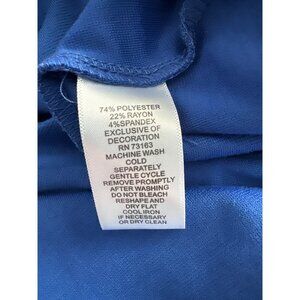 74% POLYESTER
22% RAYON
4%SPANDEX
EXCLUSIVE OF
DECORATION
RN 73163
MACHINE WASH
COLD
SEPARATELY
GENTLE CYCLE
REMOVE PROMPTLY
AFTER WASHING
DO NOT BLEACH
RESHAPE AND
DRY FLAT
COOL IRON
IF NECESSARY
OR DRY CLEAN